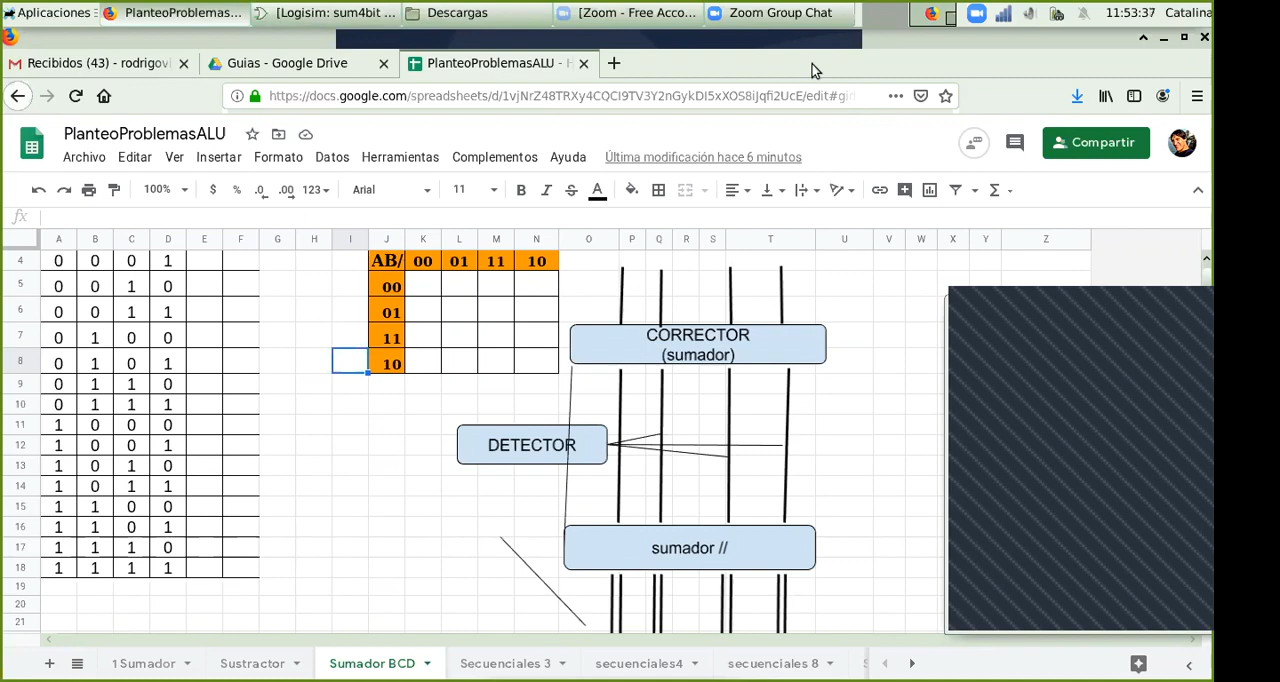 Aplicaciones PlanteoProblemas... [Logisim: sum4bit ... Descargas [Zoom - Free Acco... Zoom Group Chat 11:53:37 Catalina
Recibidos (43) - rodrigov Guias - Google Drive PlanteoProblemasALU - H
https://docs.google.com/spreadsheets/d/1vjNrZ48TRXy4CQCI9TV3Y2nGykDI5xXOS8iJqfi2UcE/edit#gi
PlanteoProblemasALU
Archivo Editar Ver Insertar Formato Datos Herramientas Complementos Ayuda Última modificación hace 6 minutos
Compartir
100% $ % .0 .00 123 Arial 11 B I S A
fx
A B C D E F G H I J K L M N O P Q R S T U V W X Y Z
4 0 0 0 1 AB/ 00 01 11 10
5 0 0 1 0 00
6 0 0 1 1 01
7 0 1 0 0 11
8 0 1 0 1 10
9 0 1 1 0
10 0 1 1 1
11 1 0 0 0
12 1 0 0 1
13 1 0 1 0
14 1 0 1 1
15 1 1 0 0
16 1 1 0 1
17 1 1 1 0
18 1 1 1 1
19
20
21
CORRECTOR
(sumador)
DETECTOR
sumador //
1 Sumador Sustractor Sumador BCD Secuenciales 3 secuenciales4 secuenciales 8